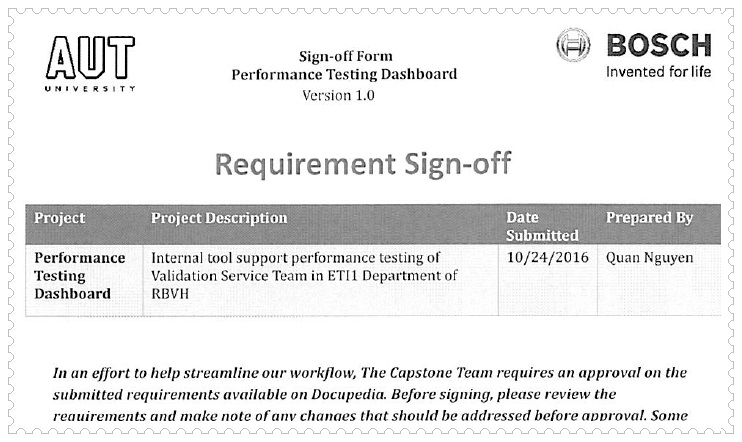 AUT
UNIVERSITY
Sign-off Form
Performance Testing Dashboard
Version 1.0
BOSCH
Invented for life
Requirement Sign-off
Project Project Description Date Submitted Prepared By
Performance Testing Dashboard Internal tool support performance testing of Validation Service Team in ETI1 Department of RBVH 10/24/2016 Quan Nguyen
In an effort to help streamline our workflow, The Capstone Team requires an approval on the
submitted requirements available on Docupedia. Before signing, please review the
requirements and make note of any changes that should be addressed before approval. Some